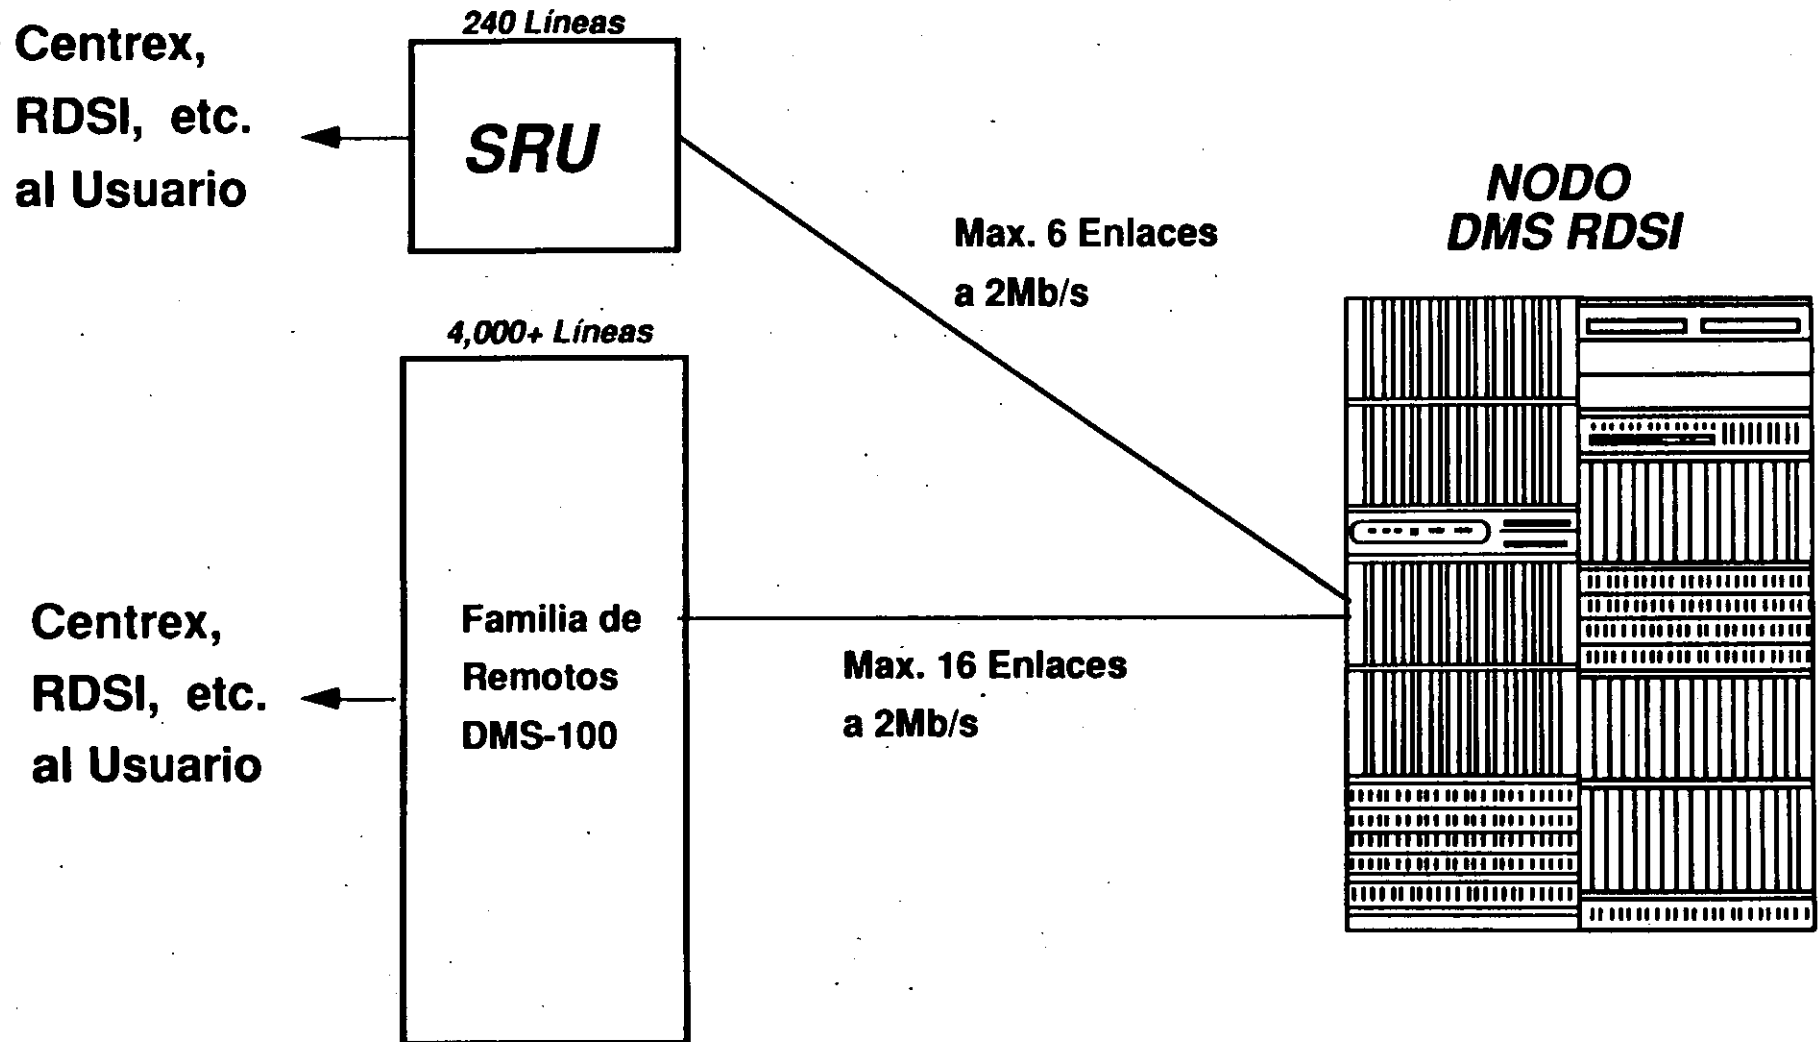 240 Líneas
Centrex,
RDSI, etc.
al Usuario
SRU
Max. 6 Enlaces
a 2Mb/s
NODO
DMS RDSI
4,000+ Líneas
Centrex,
RDSI, etc.
al Usuario
Familia de
Remotos
DMS-100
Max. 16 Enlaces
a 2Mb/s